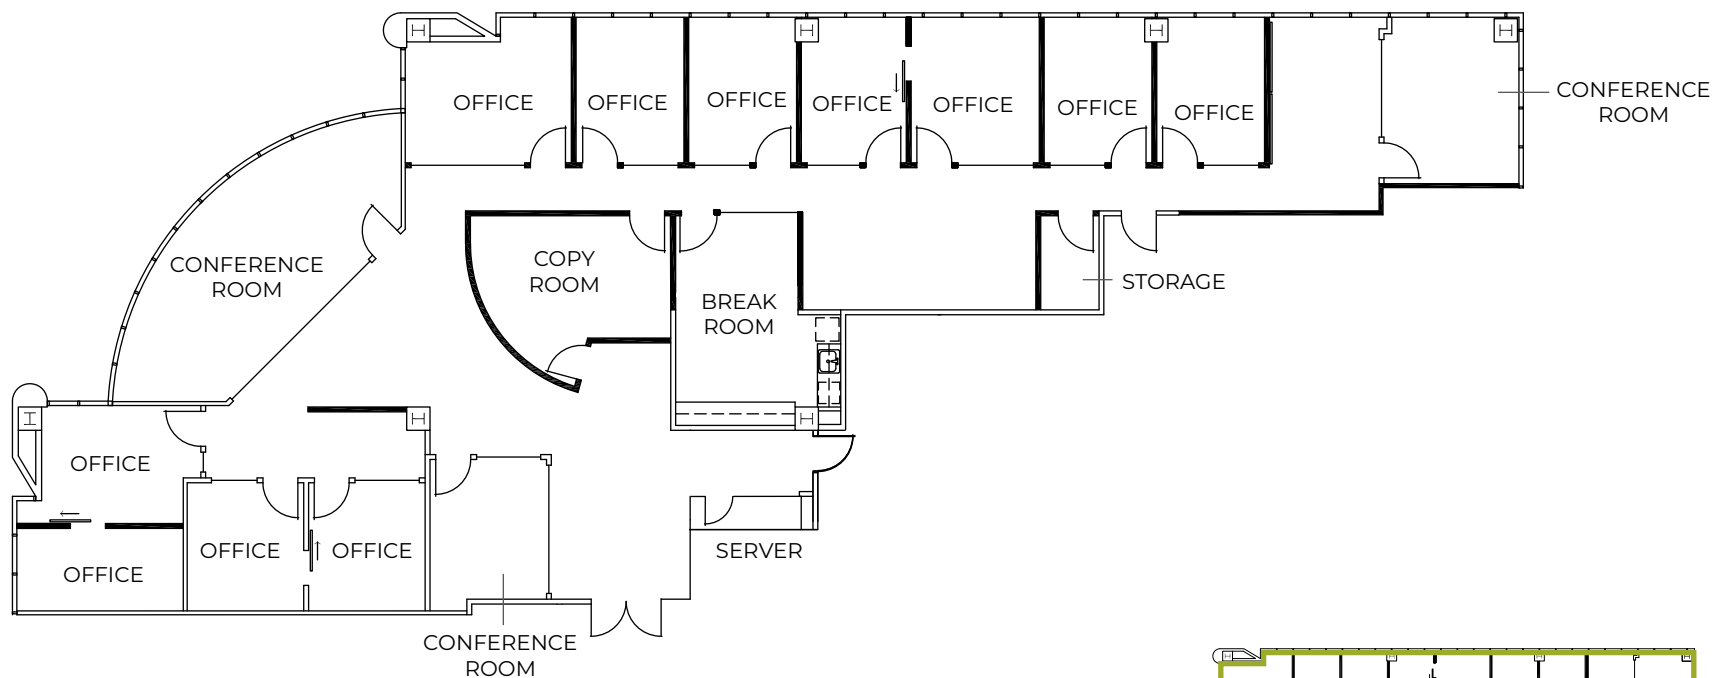 OFFICE
OFFICE
OFFICE
OFFICE
OFFICE
OFFICE
OFFICE
CONFERENCE
ROOM
CONFERENCE
ROOM
COPY
ROOM
BREAK
ROOM
STORAGE
OFFICE
OFFICE
OFFICE
OFFICE
SERVER
CONFERENCE
ROOM